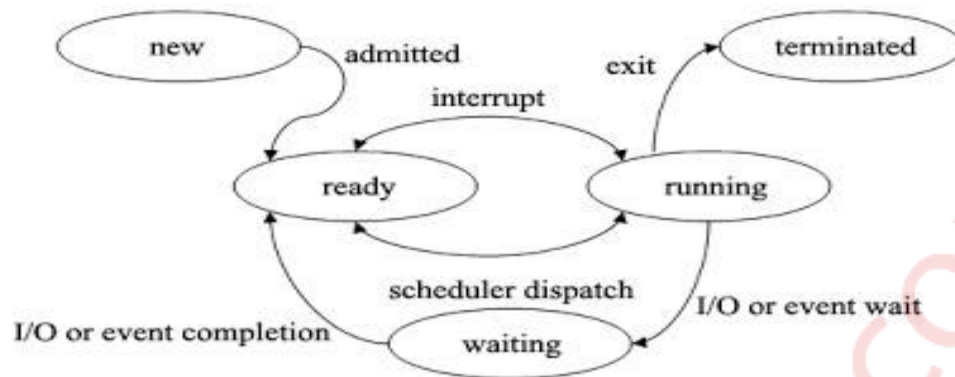 new
terminated
admitted
exit
interrupt
ready
running
scheduler dispatch
I/O or event completion
I/O or event wait
waiting